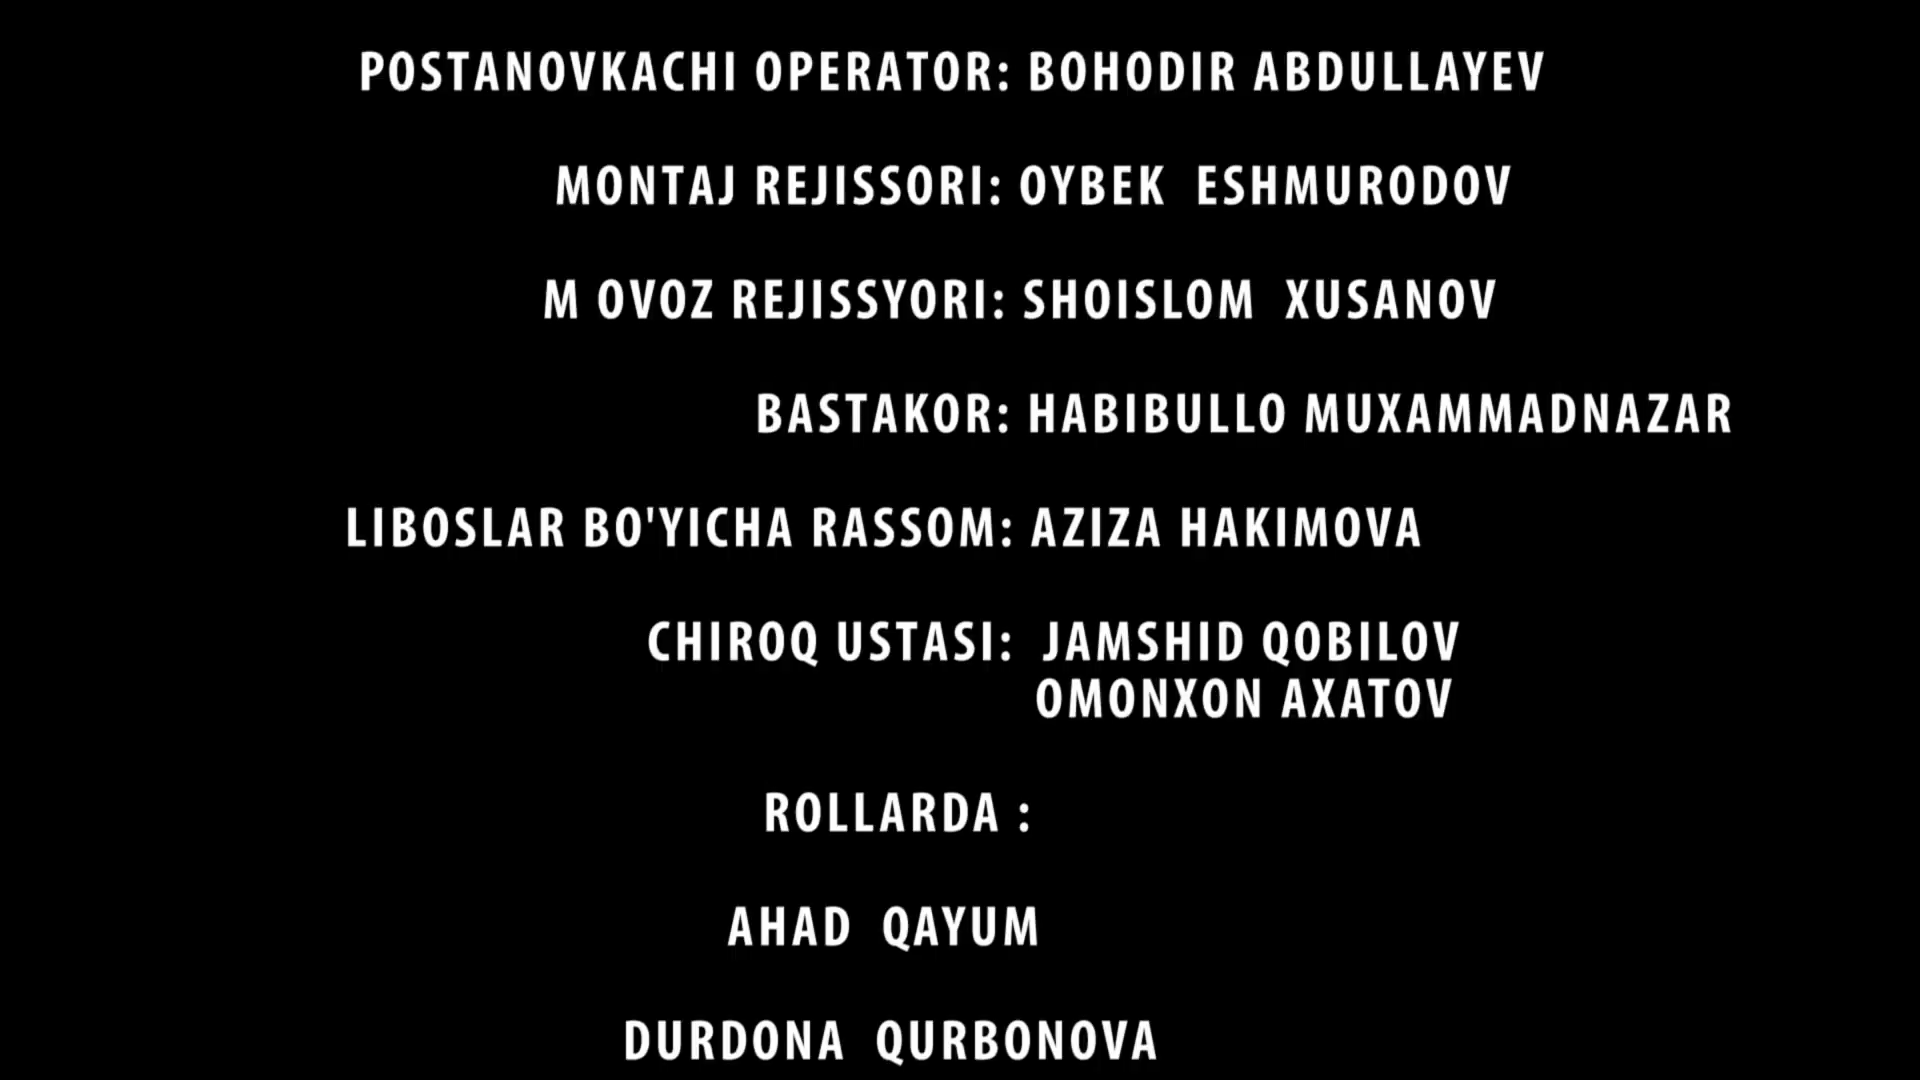 POSTANOVKACHI OPERATOR: BOHODIR ABDULLAYEV
MONTAJ REJISSORI: OYBEK ESHMURODOV
M OVOZ REJISSYORI: SHOISLOM XUSANOV
BASTAKOR: HABIBULLO MUXAMMADNAZAR
LIBOSLAR BO'YICHA RASSOM: AZIZA HAKIMOVA
CHIROQ USTASI: JAMSHID QOBILOV
OMONXON AXATOV
ROLLARDA :
AHAD QAYUM
DURDONA QURBONOVA